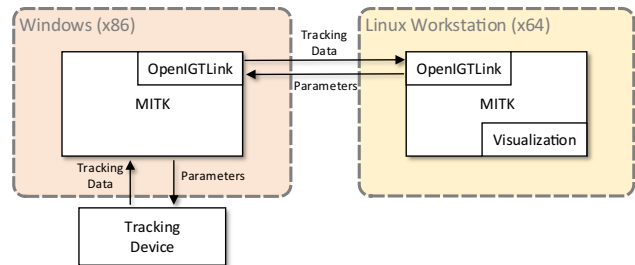 Windows (x86)
OpenIGTLink
MITK
Tracking
Data
Parameters
Linux Workstation (x64)
OpenIGTLink
MITK
Visualization
Tracking
Data
Parameters
Tracking
Device